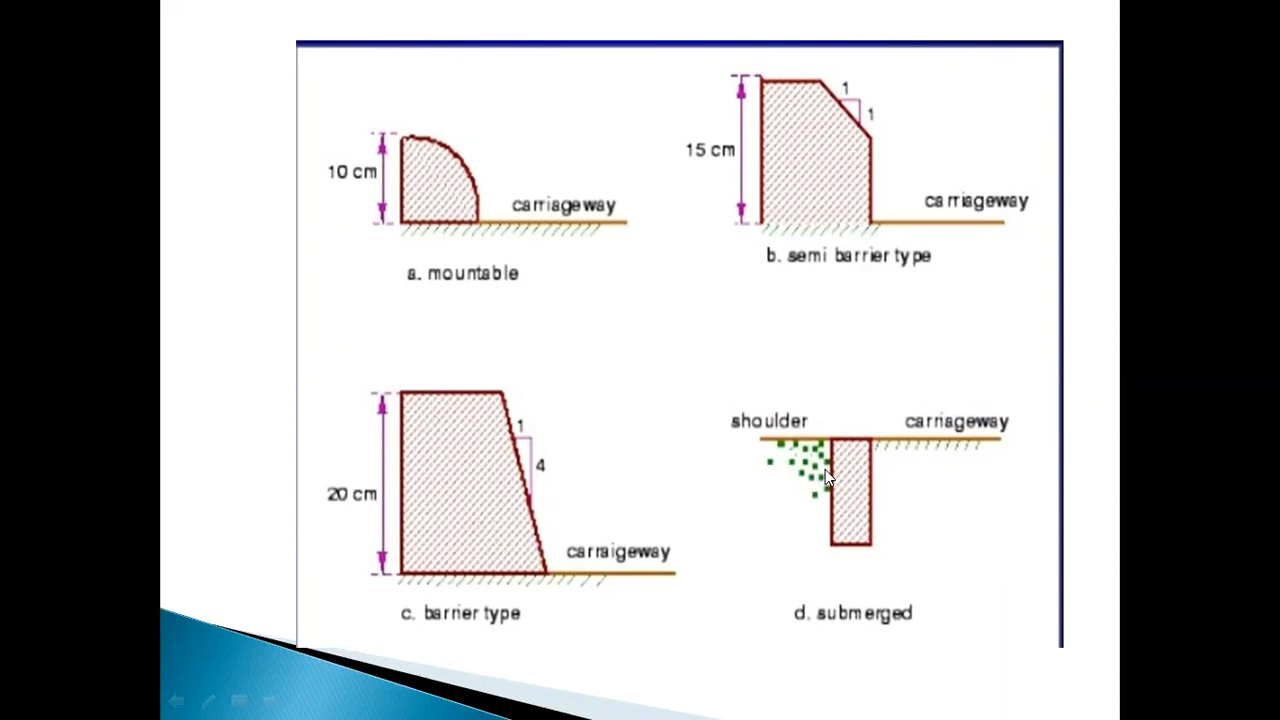 1
1
15 cm
10 cm
carriageway
carriageway
b. semi barrier type
a. mountable
shoulder
carriageway
1
4
20 cm
carraigeway
c. barrier type
d. submerged